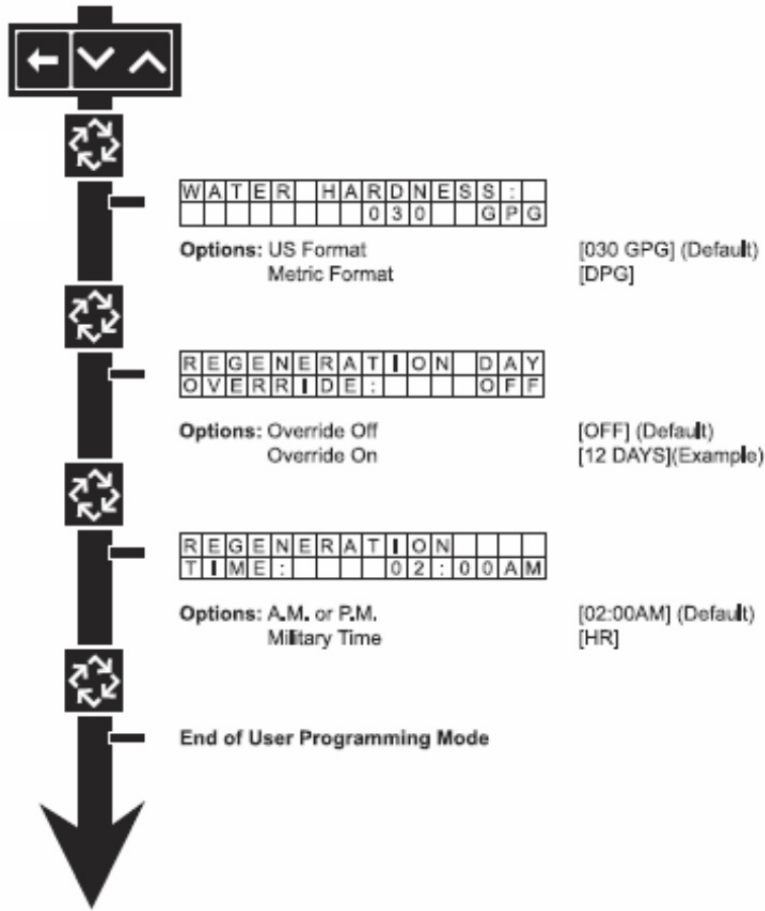 WATER HARDNESS:
030 GPG
Options: US Format [030 GPG] (Default)
Metric Format [DPG]
REGENERATION DAY
OVERRIDE: OFF
Options: Override Off [OFF] (Default)
Override On [12 DAYS](Example)
REGENERATION
TIME: 02:00AM
Options: A.M. or P.M. [02:00AM] (Default)
Military Time [HR]
End of User Programming Mode